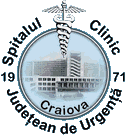 Spitalul Clinic
19 71
Craiova
Județean de Urgență